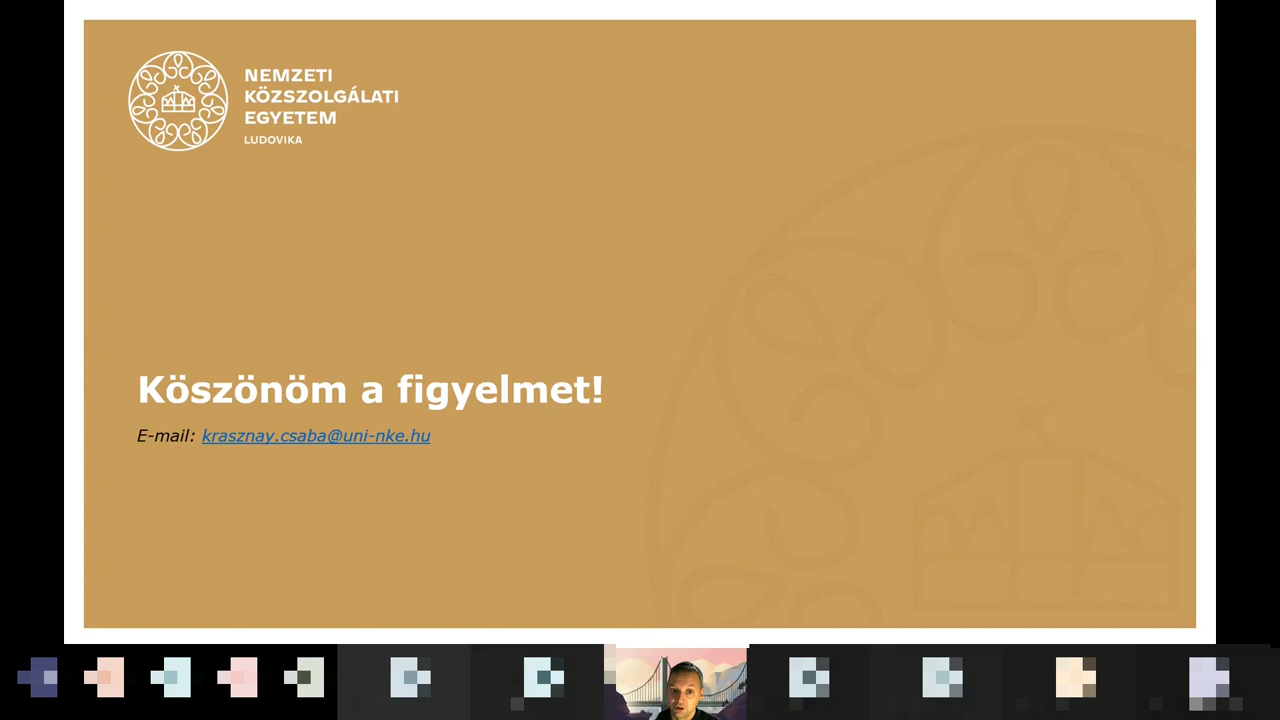 NEMZETI
KÖZSZOLGÁLATI
EGYETEM
LUDOVIKA
Köszönöm a figyelmet!
E-mail: krasznay.csaba@uni-nke.hu